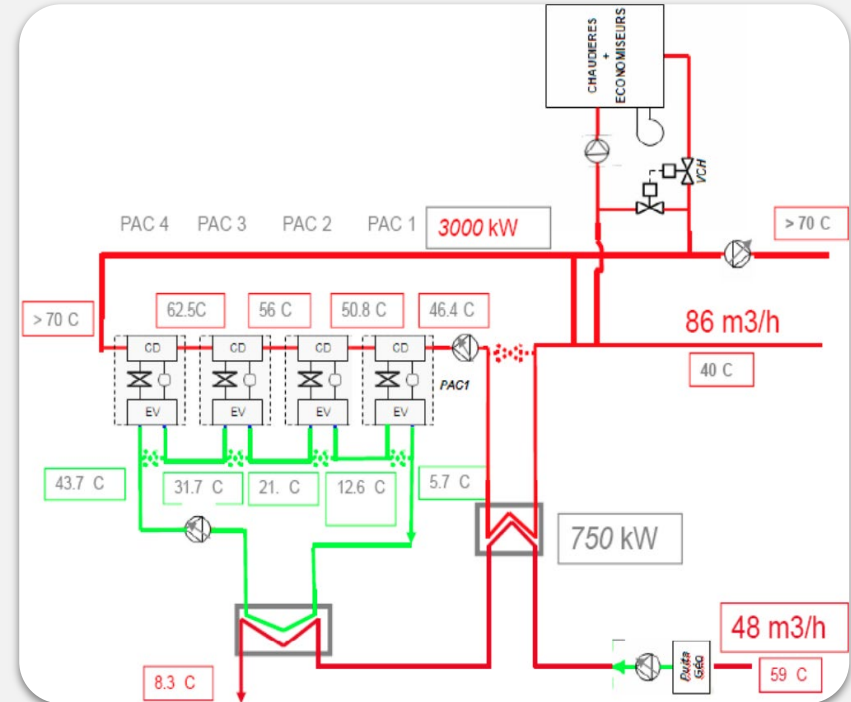 CHAUDIERES
+
ECONOMISEURS
VCH
PAC 4 PAC 3 PAC 2 PAC 1 3000 kW
> 70 C
> 70 C 62.5C 56 C 50.8 C 46.4 C
86 m3/h
40 C
CD CD CD CD
PAC1
EV EV EV EV
43.7 C 31.7 C 21. C 12.6 C 5.7 C
750 kW
48 m3/h
Puits
Géo
59 C
8.3 C